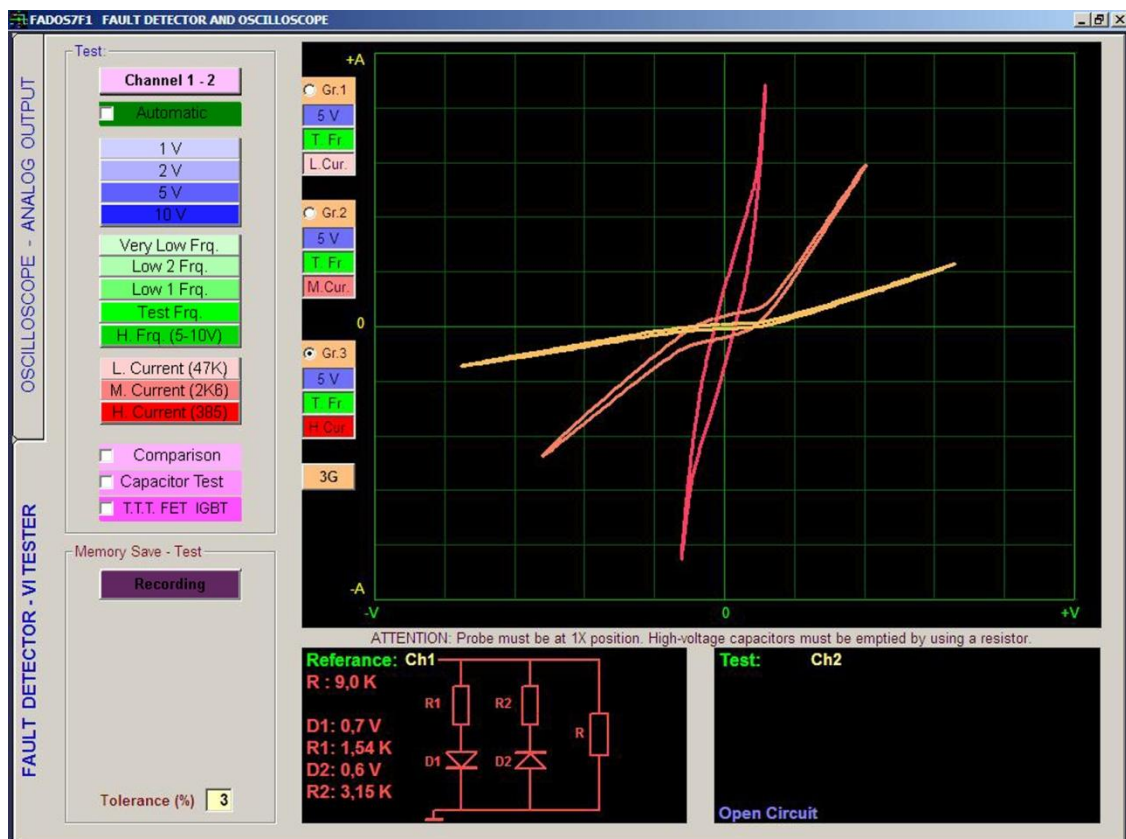 FADOS7F1 FAULT DETECTOR AND OSCILLOSCOPE
OSCILLOSCOPE - ANALOG OUTPUT
FAULT DETECTOR - VI TESTER
Test:
Channel 1 - 2
Automatic
1 V
2 V
5 V
10 V
Very Low Frq.
Low 2 Frq.
Low 1 Frq.
Test Frq.
H. Frq. (5-10V)
L. Current (47K)
M. Current (2K6)
H. Current (385)
Comparison
Capacitor Test
T.T.T. FET IGBT
Memory Save - Test
Recording
Tolerance (%) 3
Gr.1
5 V
T. Fr
L.Cur.
Gr.2
5 V
T. Fr
M.Cur.
Gr.3
5 V
T. Fr
H.Cur.
3G
+A
0
-A
-V
0
+V
ATTENTION: Probe must be at 1X position. High-voltage capacitors must be emptied by using a resistor.
Referance: Ch1
R : 9,0 K
D1: 0,7 V
R1: 1,54 K
D2: 0,6 V
R2: 3,15 K
R1
R2
R
D1
D2
Test: Ch2
Open Circuit